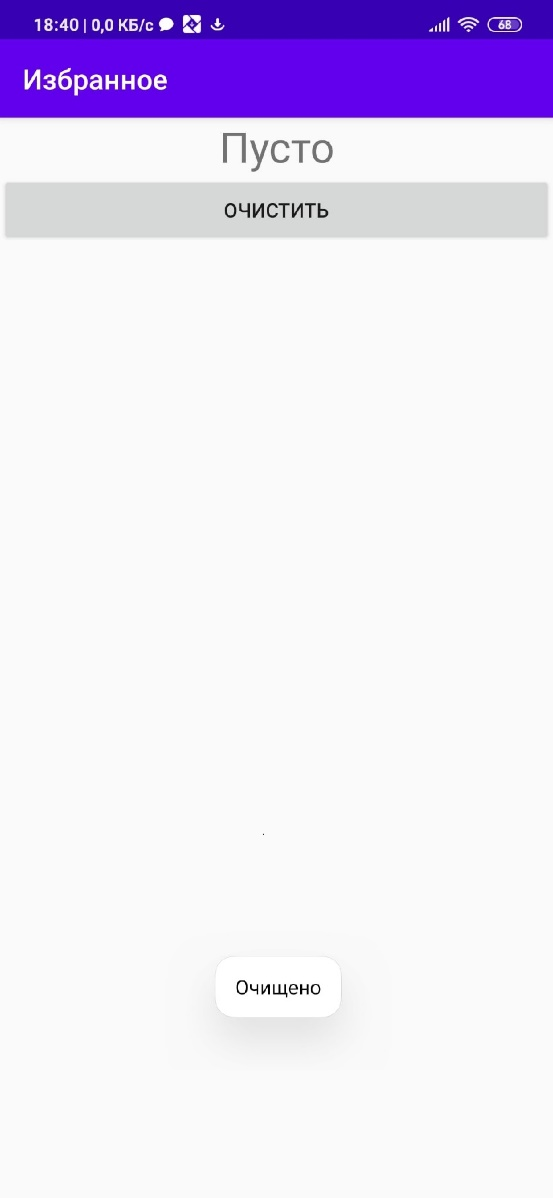 18:40 | 0,0 КБ/с
68
Избранное
Пусто
ОЧИСТИТЬ
Очищено